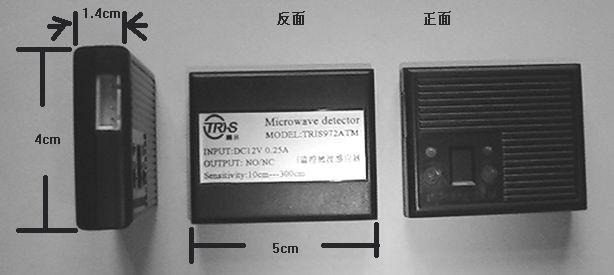 1.4cm
反面
正面
4cm
TRIS
Microwave detector
MODEL:TRIS972ATM
INPUT:DC12V 0.25A
OUTPUT: NO/NC
Sensitivity:10cm---300cm
5cm